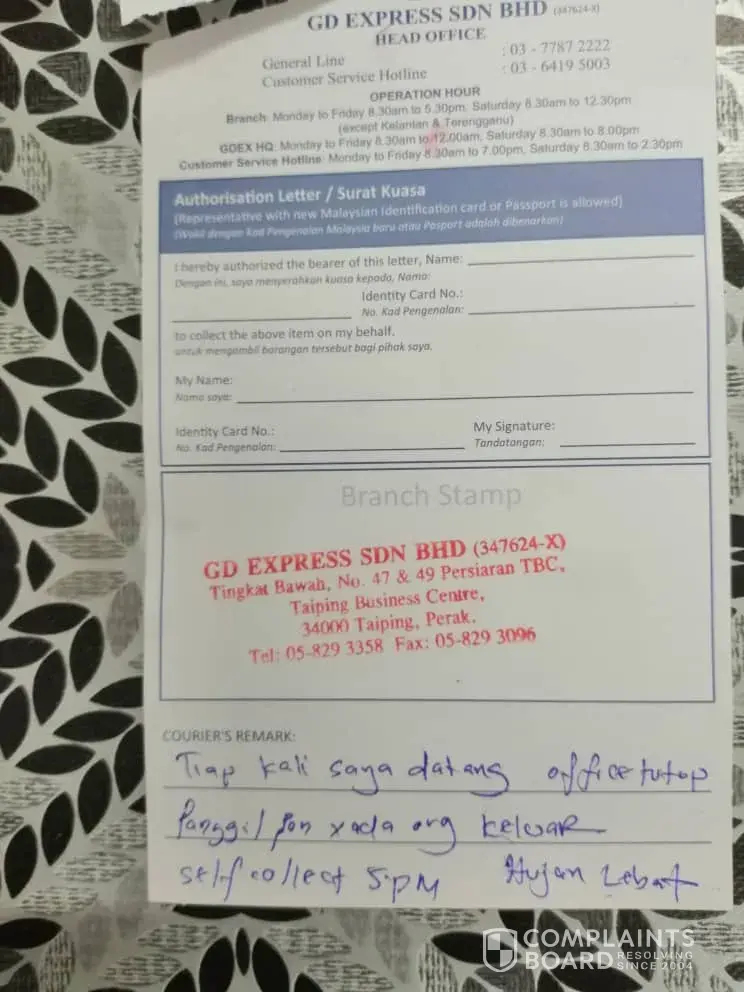 GD EXPRESS SDN BHD (347624-X)
HEAD OFFICE
General Line : 03 - 7787 2222
Customer Service Hotline : 03 - 6419 5003
OPERATION HOUR
Branch: Monday to Friday 8.30am to 5.30pm, Saturday 8.30am to 12.30pm
(except Kelantan & Terengganu)
GDEX HQ: Monday to Friday 8.30am to 12.00am, Saturday 8.30am to 8.00pm
Customer Service Hotline: Monday to Friday 8.30am to 7.00pm, Saturday 8.30am to 2.30pm
Authorisation Letter / Surat Kuasa
(Representative with new Malaysian Identification card or Passport is allowed)
(Wakil dengan Kad Pengenalan Malaysia baru atau Pasport adalah dibenarkan)
I hereby authorized the bearer of this letter, Name:
Dengan ini, saya menyerahkan kuasa kepada, Nama:
Identity Card No.:
No. Kad Pengenalan:
to collect the above item on my behalf.
untuk mengambil barangan tersebut bagi pihak saya.
My Name:
Nama saya:
Identity Card No.: My Signature:
No. Kad Pengenalan: Tandatangan:
Branch Stamp
GD EXPRESS SDN BHD (347624-X)
Tingkat Bawah, No. 47 & 49 Persiaran TBC,
Taiping Business Centre,
34000 Taiping, Perak.
Tel: 05-829 3358 Fax: 05-829 3096
COURIER'S REMARK:
Tiap kali saya datang office tutop
Panggil pon xada org keluar
self collect 5pm Hujan Lebat
COMPLAINTS
BOARD RESOLVING SINCE 2004